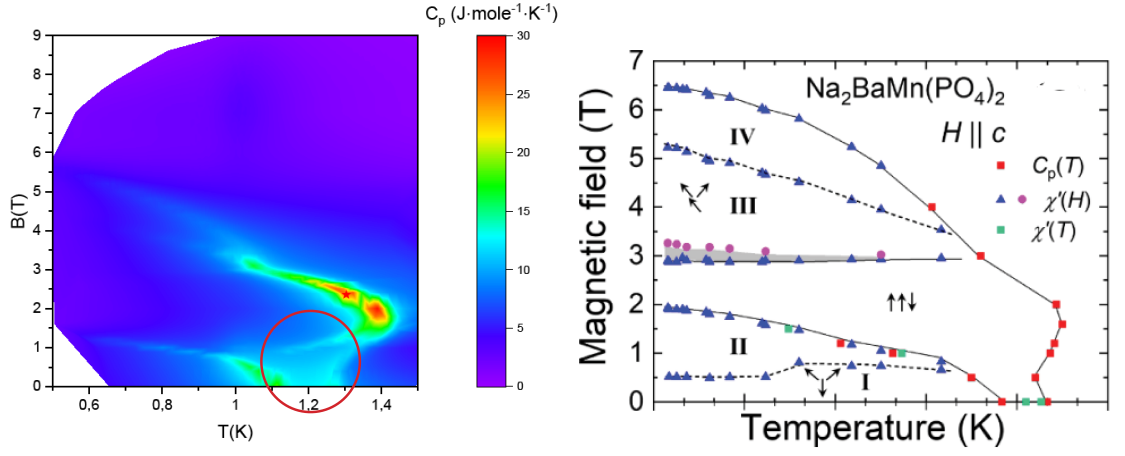 C_p (J·mole⁻¹·K⁻¹)
9
8
7
6
5
4
3
2
1
0
B(T)
0,6 0,8 1 1,2 1,4
T(K)
30
25
20
15
10
5
0
7
6
5
4
3
2
1
0
Magnetic field (T)
Na₂BaMn(PO₄)₂
H || c
C_p(T)
χ'(H)
χ'(T)
IV
III
II
I
Temperature (K)